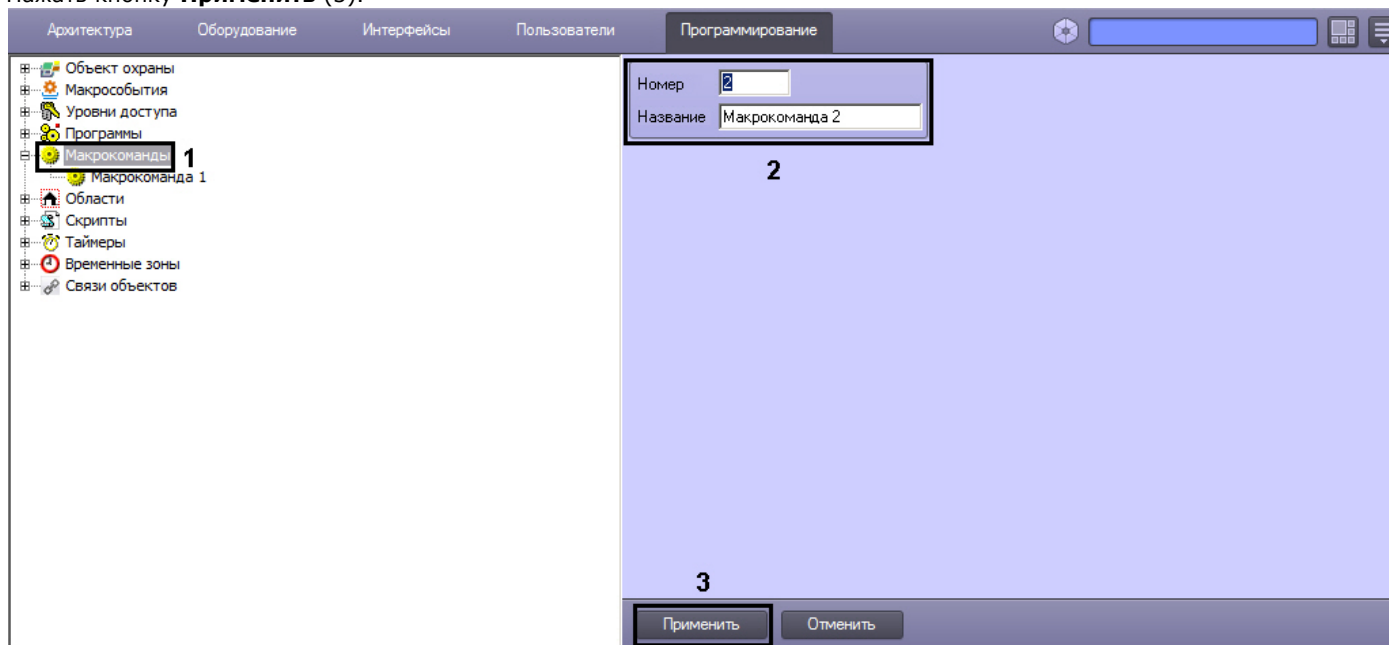 Нажать кнопку Применить (3).
Архитектура Оборудование Интерфейсы Пользователи Программирование
Объект охраны
Макрособытия
Уровни доступа
Программы
Макрокоманды 1
Макрокоманда 1
Области
Скрипты
Таймеры
Временные зоны
Связи объектов
Номер 2
Название Макрокоманда 2
2
3
Применить Отменить